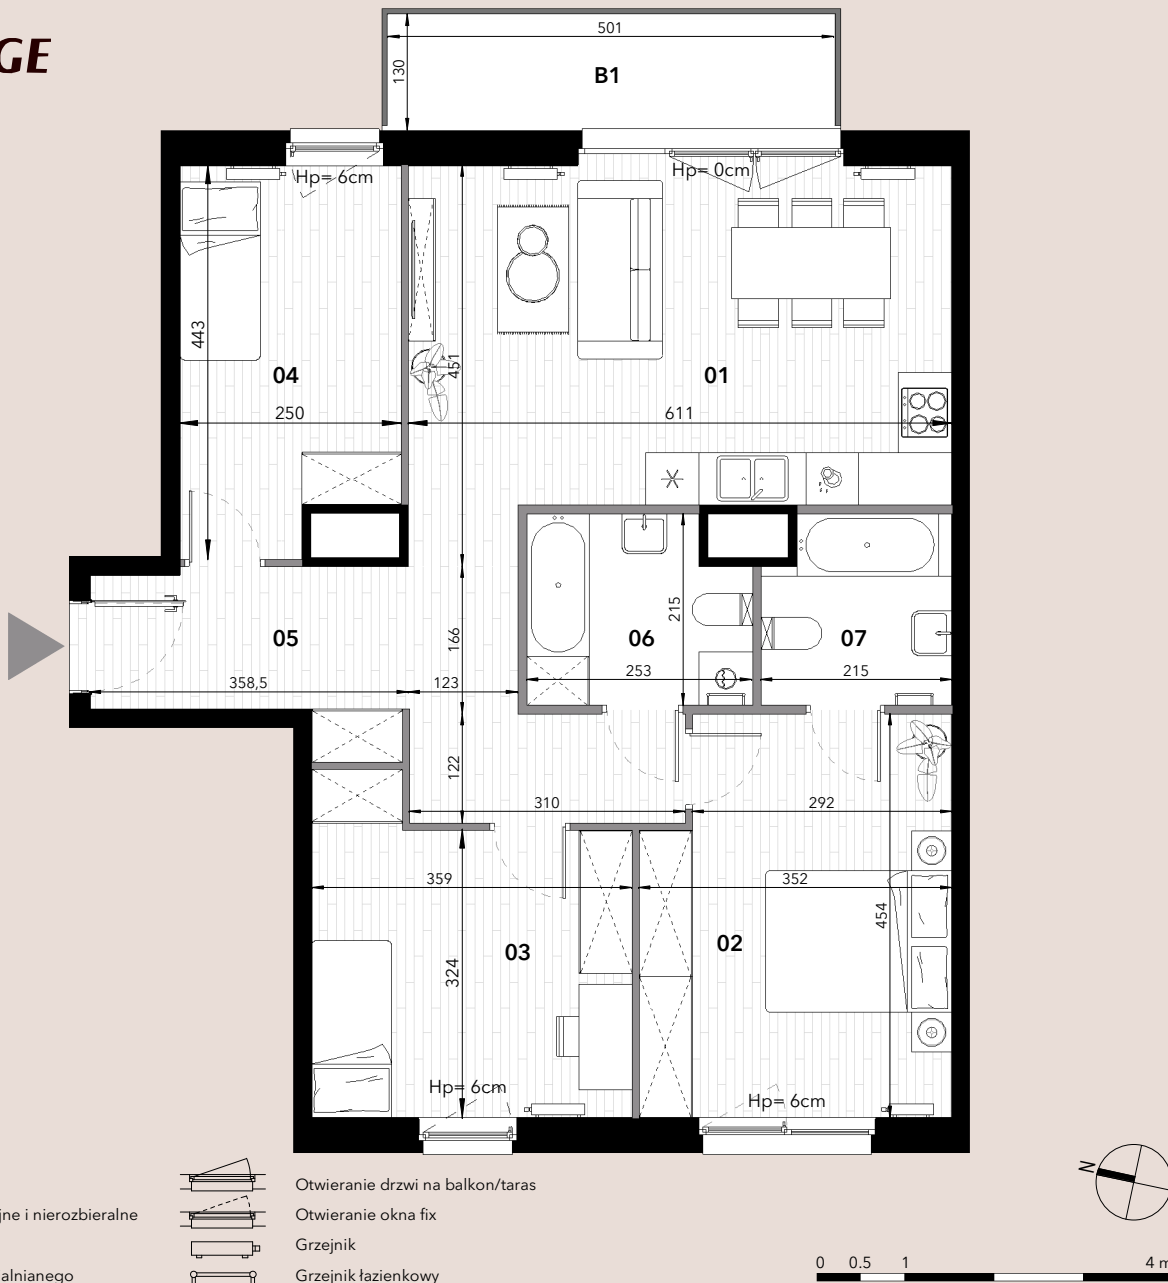 GE
501
130
B1
Hp= 6cm
Hp= 0cm
443
451
04
01
250
611
05
166
215
06
07
358,5
123
253
215
122
310
292
359
352
454
03
02
324
Hp= 6cm
Hp= 6cm
N
Otwieranie drzwi na balkon/taras
jne i nierozbieralne
Otwieranie okna fix
Grzejnik
alnianego
Grzejnik łazienkowy
0 0.5 1 4 m